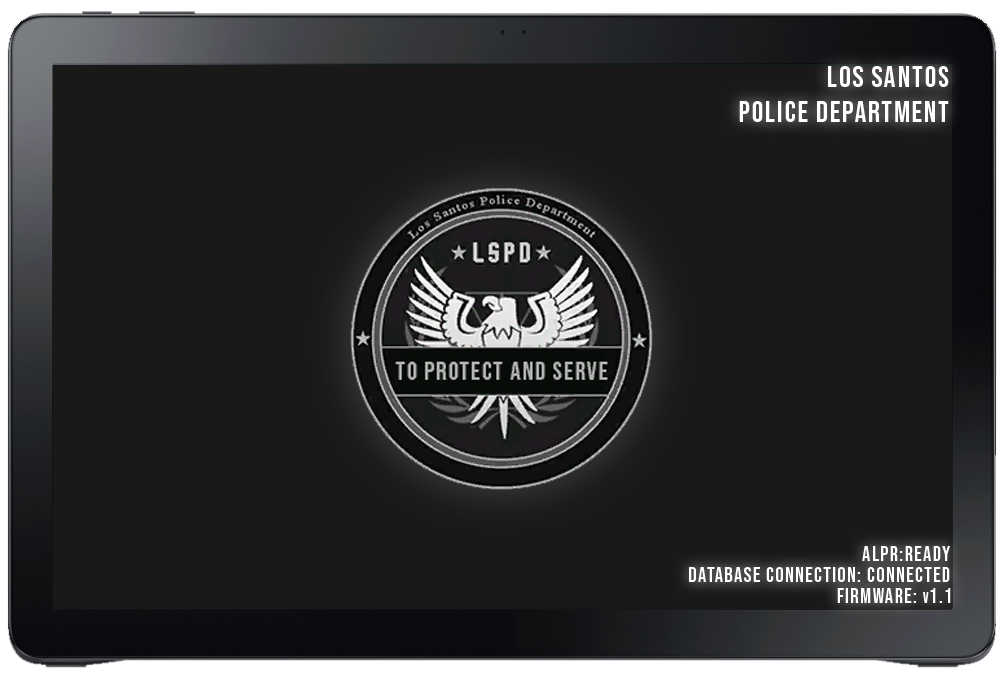 LOS SANTOS
POLICE DEPARTMENT
Los Santos Police Department
LSPD
TO PROTECT AND SERVE
ALPR:READY
DATABASE CONNECTION: CONNECTED
FIRMWARE: v1.1